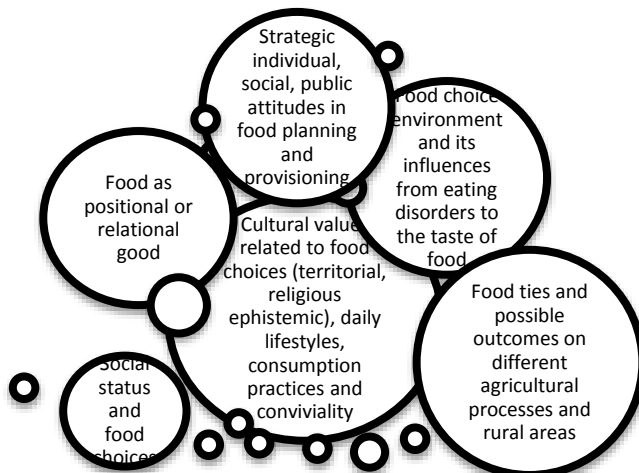 Strategic
individual,
social, public
attitudes in
food planning
and
provisioning
Food choice
environment
and its
influences
from eating
disorders to
the taste of
food
Food as
positional or
relational
good
Cultural value
related to food
choices (territorial,
religious
ephistemic), daily
lifestyles,
consumption
practices and
conviviality
Food ties and
possible
outcomes on
different
agricultural
processes and
rural areas
Social
status
and
food
choices